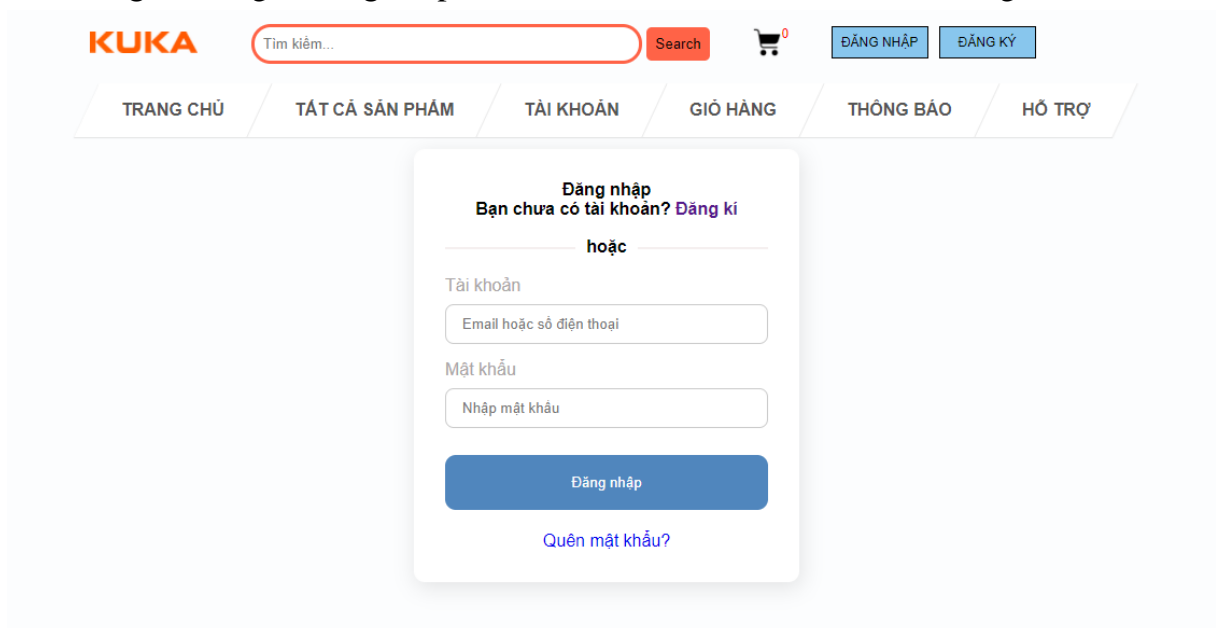 KUKA Tìm kiếm... Search 0 ĐĂNG NHẬP ĐĂNG KÝ
TRANG CHỦ TẤT CẢ SẢN PHẨM TÀI KHOẢN GIỎ HÀNG THÔNG BÁO HỖ TRỢ
Đăng nhập
Bạn chưa có tài khoản? Đăng kí
hoặc
Tài khoản
Email hoặc số điện thoại
Mật khẩu
Nhập mật khẩu
Đăng nhập
Quên mật khẩu?